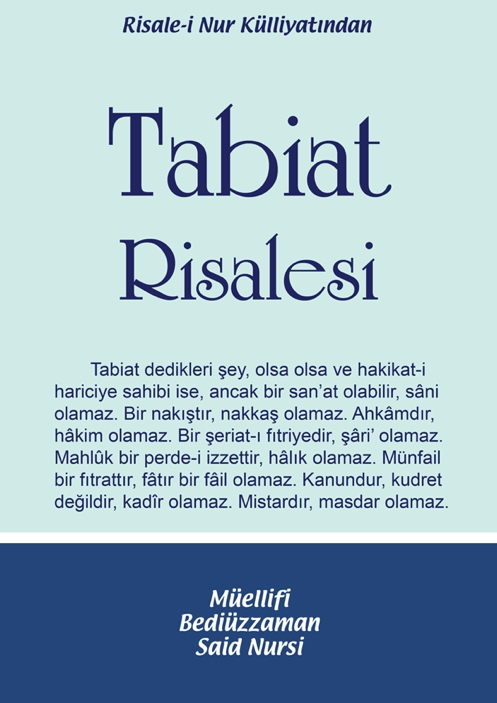 Risale-i Nur Külliyatından
Tabiat
Risalesi
Tabiat dedikleri şey, olsa olsa ve hakikat-i
hariciye sahibi ise, ancak bir san'at olabilir, sâni
olamaz. Bir nakıştır, nakkaş olamaz. Ahkâmdır,
hâkim olamaz. Bir şeriat-ı fıtriyedir, şâri' olamaz.
Mahlûk bir perde-i izzettir, hâlık olamaz. Münfail
bir fıtrattır, fâtır bir fâil olamaz. Kanundur, kudret
değildir, kadîr olamaz. Mistardır, masdar olamaz.
Müellifi
Bediüzzaman
Said Nursi